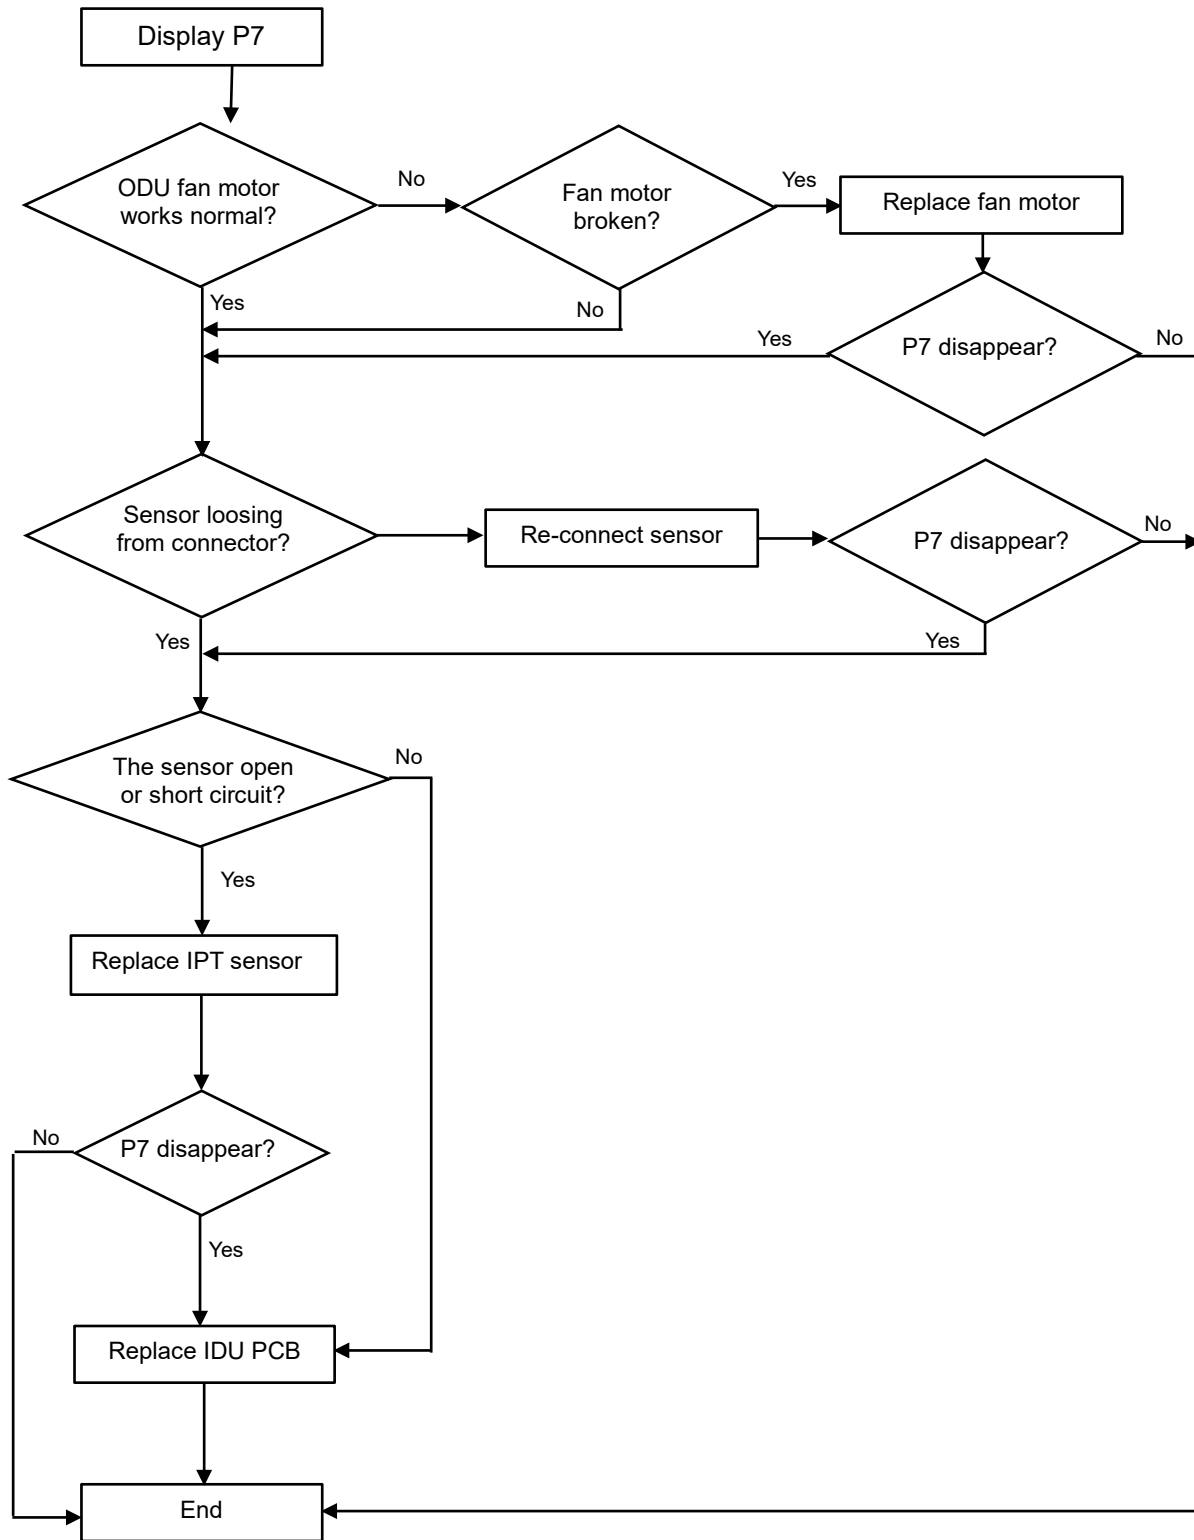 Display P7
ODU fan motor
works normal?
No
Fan motor
broken?
Yes
Replace fan motor
Yes
No
Yes
P7 disappear?
No
Sensor loosing
from connector?
Re-connect sensor
P7 disappear?
No
Yes
Yes
The sensor open
or short circuit?
No
Yes
Replace IPT sensor
No
P7 disappear?
Yes
Replace IDU PCB
End